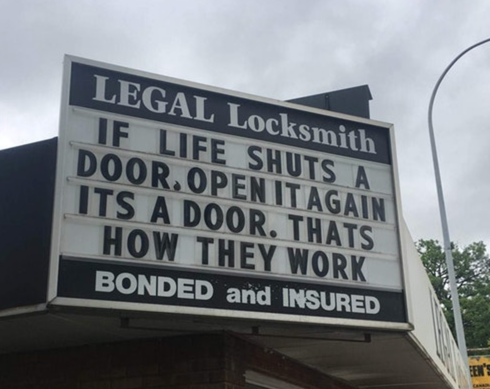 LEGAL Locksmith
IF LIFE SHUTS A
DOOR. OPEN IT AGAIN
ITS A DOOR. THATS
HOW THEY WORK
BONDED and INSURED